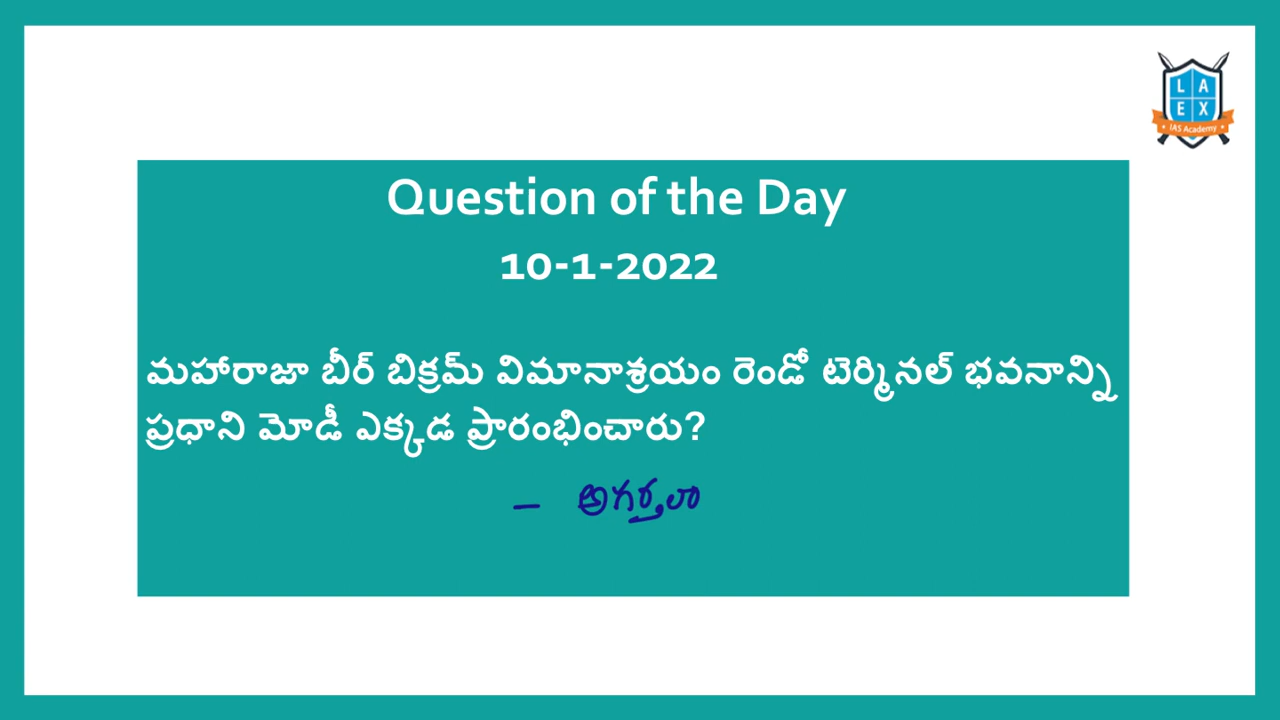 L A
E X
IAS Academy
Question of the Day
10-1-2022
మహారాజా బీర్ బిక్రమ్ విమానాశ్రయం రెండో టెర్మినల్ భవనాన్ని
ప్రధాని మోడీ ఎక్కడ ప్రారంభించారు?
– అగర్తలా